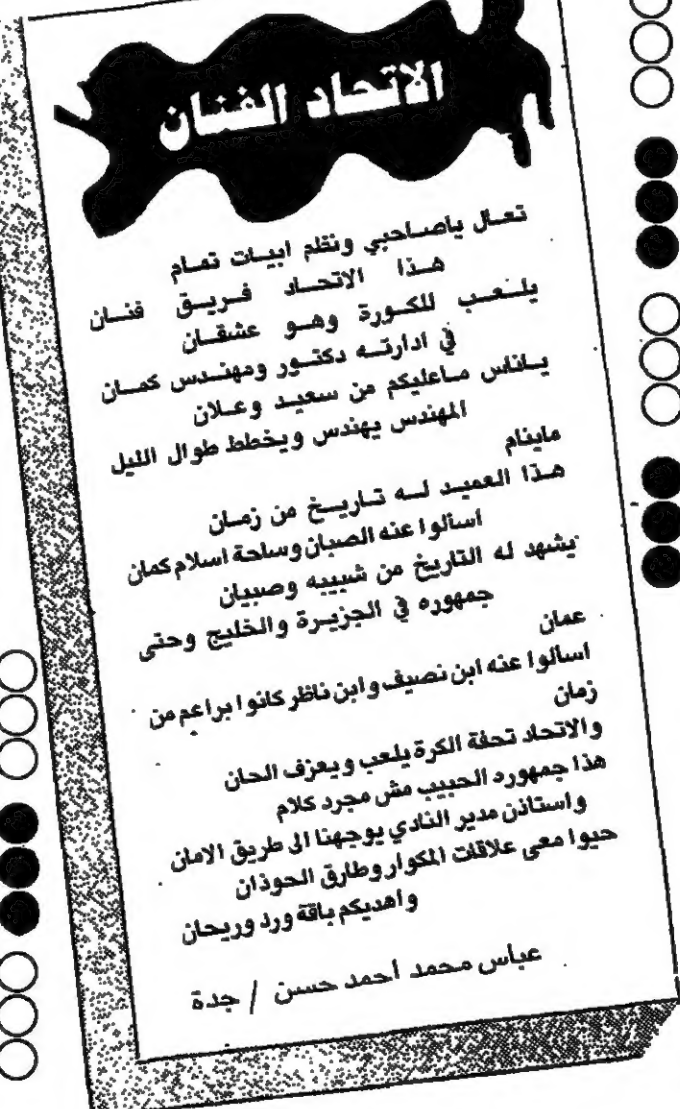 الاتحاد الفنان
تعال ياصاحبي ونظم ابيات تمام
هذا الاتحاد فريق فنان
يلعب للكورة وهو عشقان
في ادارته دكتور ومهندس كمان
ياناس ماعليكم من سعيد وعلان
المهندس يهندس ويخطط طوال الليل
ماينام
هذا العميد له تاريخ من زمان
اسألوا عنه الصبان وساحة اسلام كمان
يشهد له التاريخ من شبيبه وصبيان
جمهوره في الجزيرة والخليج وحتى
عمان
اسالوا عنه ابن نصيف وابن ناظر كانوا براعم من
زمان
والاتحاد تحفة الكرة يلعب ويعزف الحان
هذا جمهوره الحبيب مش مجرد كلام
واستاذن مدير النادي يوجهنا الى طريق الامان
حيوا معى علاقات المكوار وطارق الحوذان
واهديكم باقة ورد وريحان
عباس محمد أحمد حسن / جدة